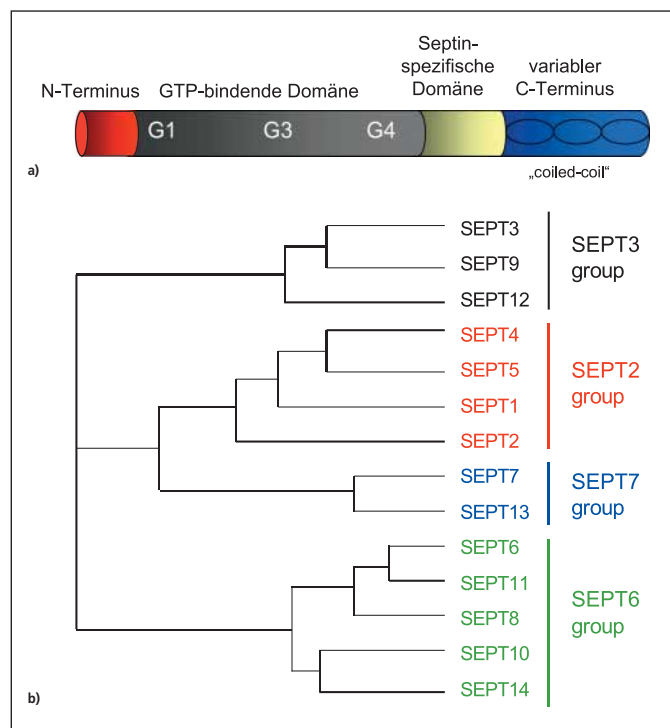 Septin-
spezifische
Domäne
variabler
C-Terminus
N-Terminus
GTP-bindende Domäne
G1 G3 G4
a)
„coiled-coil“
SEPT3
SEPT9
SEPT12
SEPT3
group
SEPT4
SEPT5
SEPT1
SEPT2
SEPT2
group
SEPT7
SEPT13
SEPT7
group
SEPT6
SEPT11
SEPT8
SEPT10
SEPT14
SEPT6
group
b)